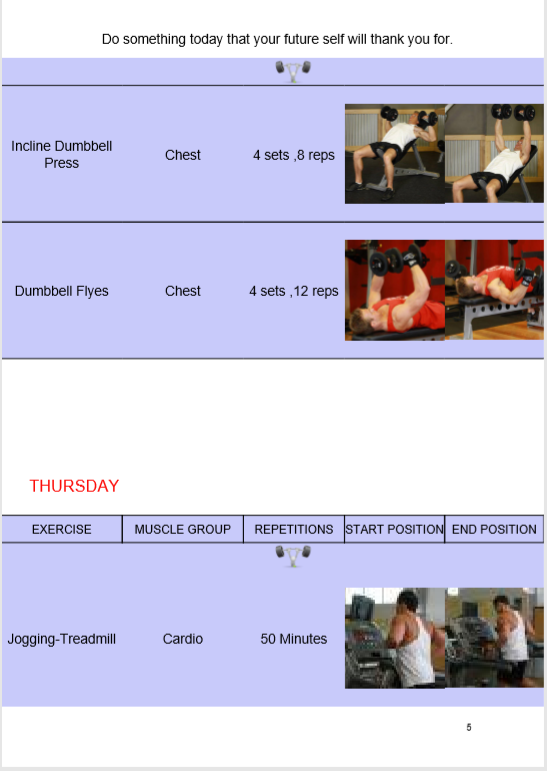 Do something today that your future self will thank you for.
Incline Dumbbell
Press
Chest
4 sets ,8 reps
Dumbbell Flyes
Chest
4 sets ,12 reps
THURSDAY
EXERCISE
MUSCLE GROUP
REPETITIONS
START POSITION
END POSITION
Jogging-Treadmill
Cardio
50 Minutes
5